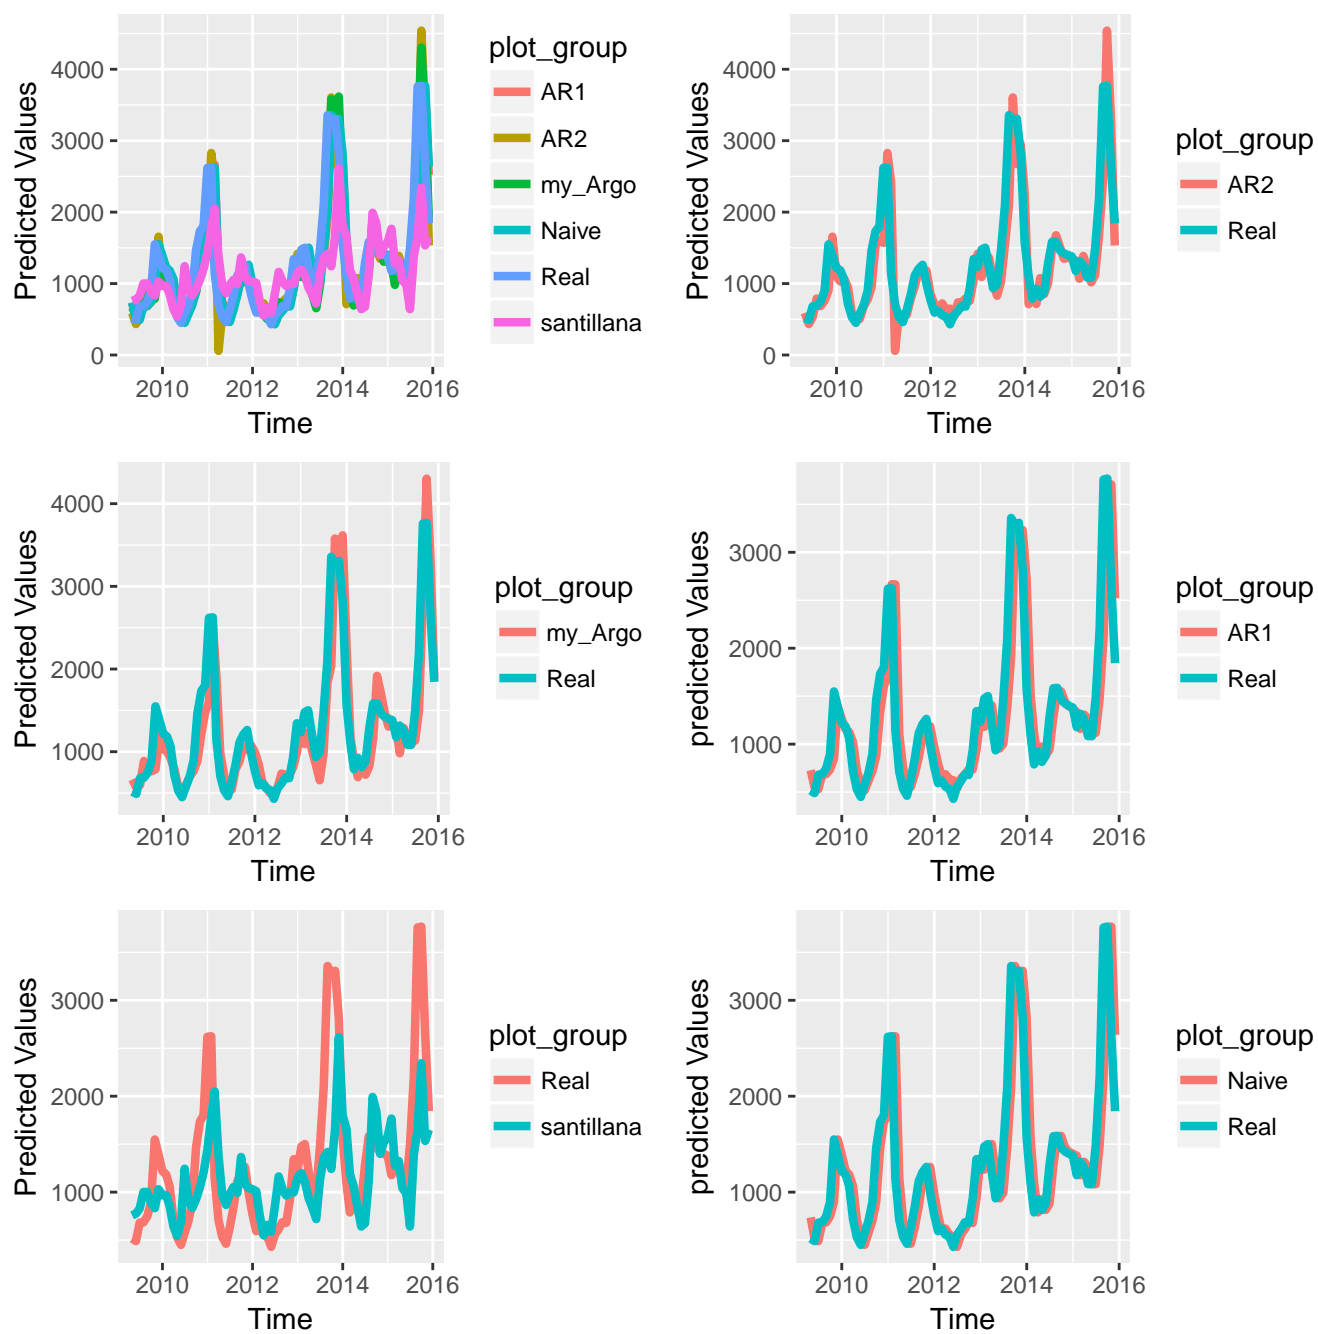 Predicted Values
4000
3000
2000
1000
0
2010 2012 2014 2016
Time
plot_group
AR1
AR2
my_Argo
Naive
Real
santillana
Predicted Values
4000
3000
2000
1000
0
2010 2012 2014 2016
Time
plot_group
AR2
Real
Predicted Values
4000
3000
2000
1000
2010 2012 2014 2016
Time
plot_group
my_Argo
Real
predicted Values
3000
2000
1000
2010 2012 2014 2016
Time
plot_group
AR1
Real
Predicted Values
3000
2000
1000
2010 2012 2014 2016
Time
plot_group
Real
santillana
predicted Values
3000
2000
1000
2010 2012 2014 2016
Time
plot_group
Naive
Real